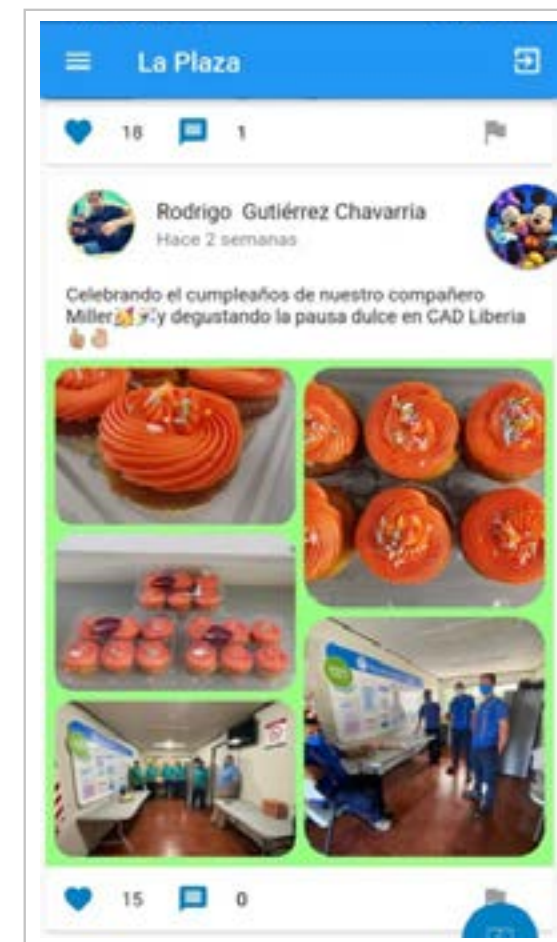 La Plaza
18 1
Rodrigo Gutiérrez Chavarria
Hace 2 semanas
Celebrando el cumpleaños de nuestro compañero
Miller🥳🎉y degustando la pausa dulce en CAD Liberia
👍🏼👌🏼
15 0